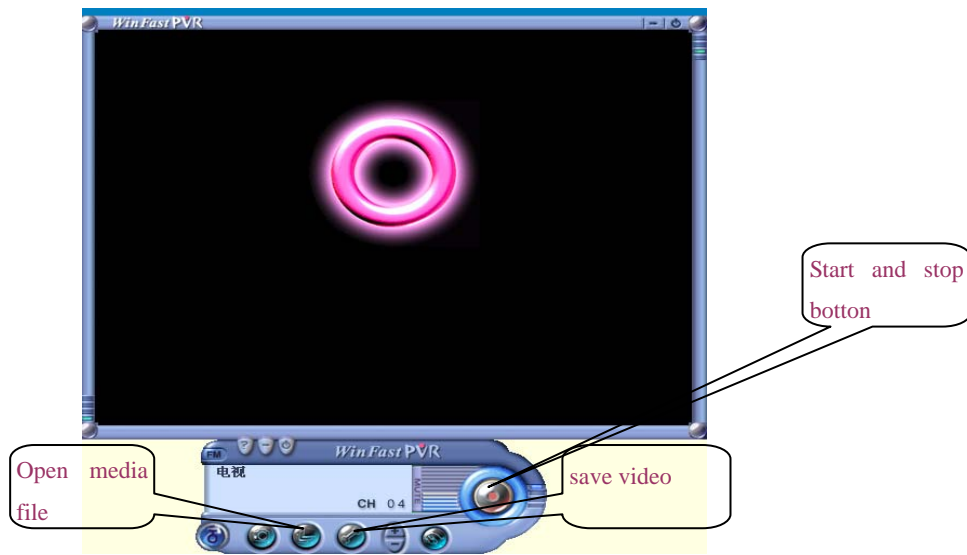 WinFast PVR
Start and stop
botton
FM
? 
WinFast PVR
电视
MUTE
CH 04
Open media
file
save video